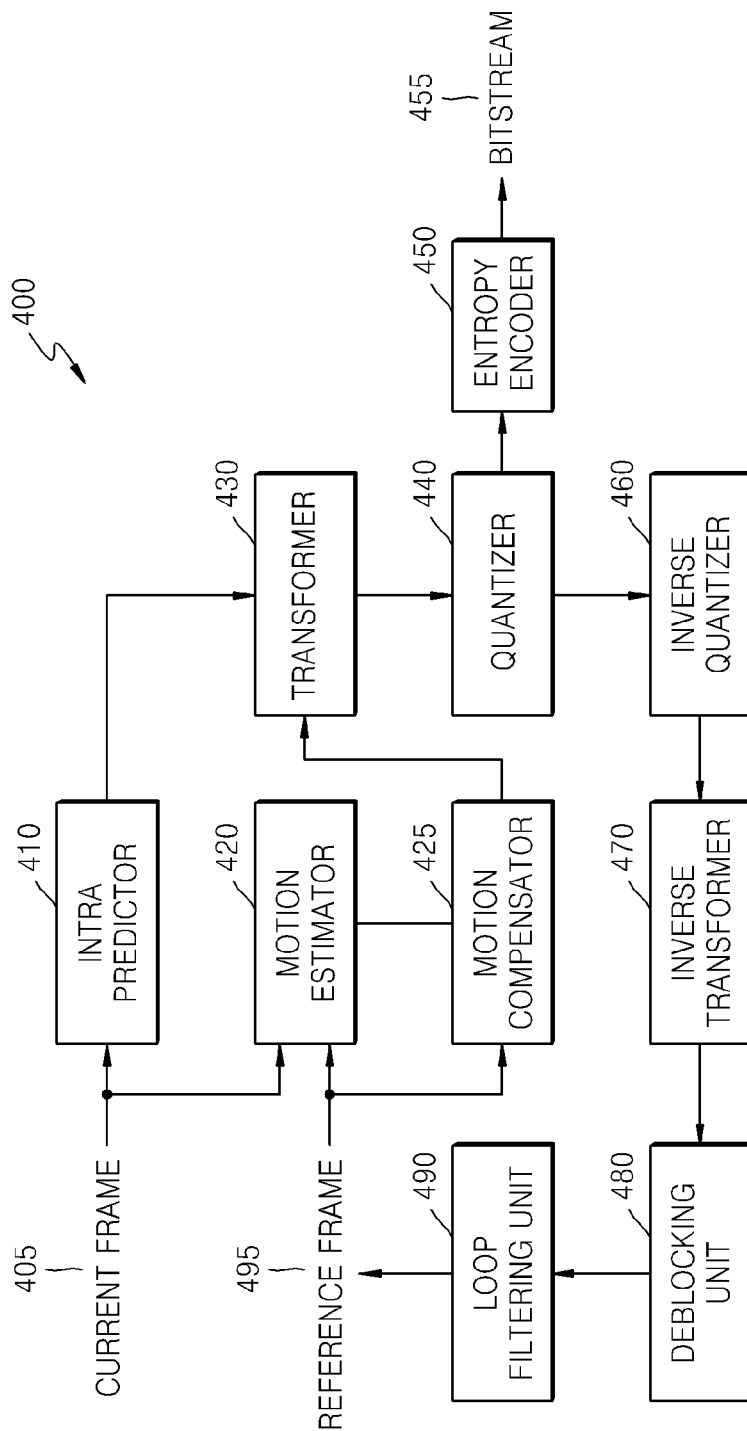 400
405
CURRENT FRAME
410
INTRA
PREDICTOR
495
REFERENCE FRAME
420
MOTION
ESTIMATOR
430
TRANSFORMER
490
LOOP
FILTERING UNIT
425
MOTION
COMPENSATOR
440
QUANTIZER
450
ENTROPY
ENCODER
455
BITSTREAM
480
DEBLOCKING
UNIT
470
INVERSE
TRANSFORMER
460
INVERSE
QUANTIZER